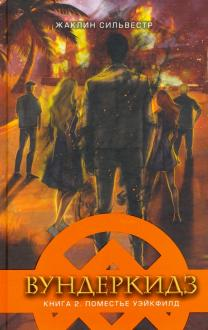 ЖАКЛИН СИЛЬВЕСТР
ВУНДЕРКИДЗ
КНИГА 2. ПОМЕСТЬЕ УЭЙКФИЛД